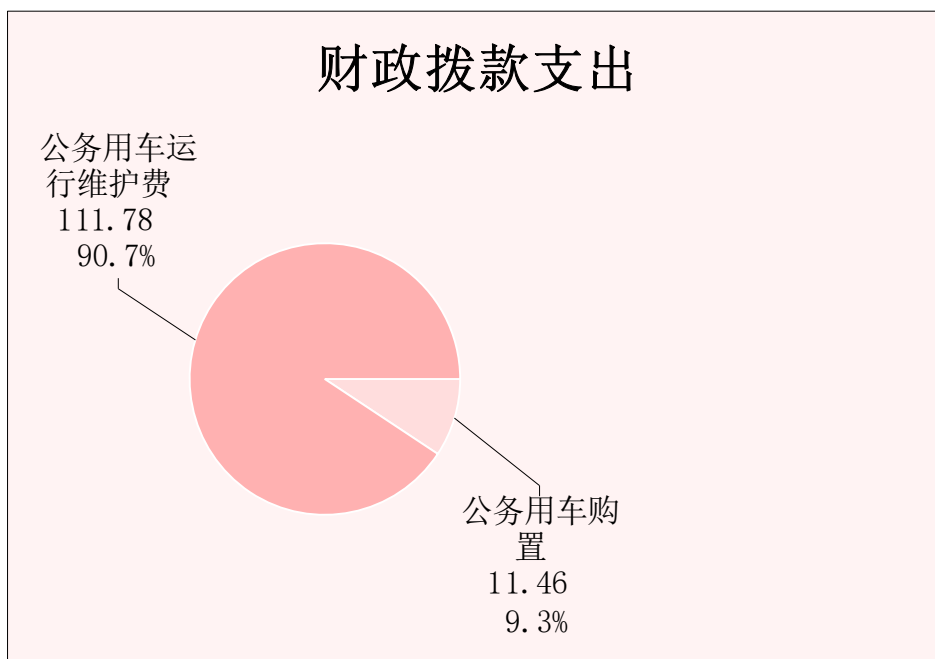 财政拨款支出
公务用车运
行维护费
111.78
90.7%
公务用车购
置
11.46
9.3%